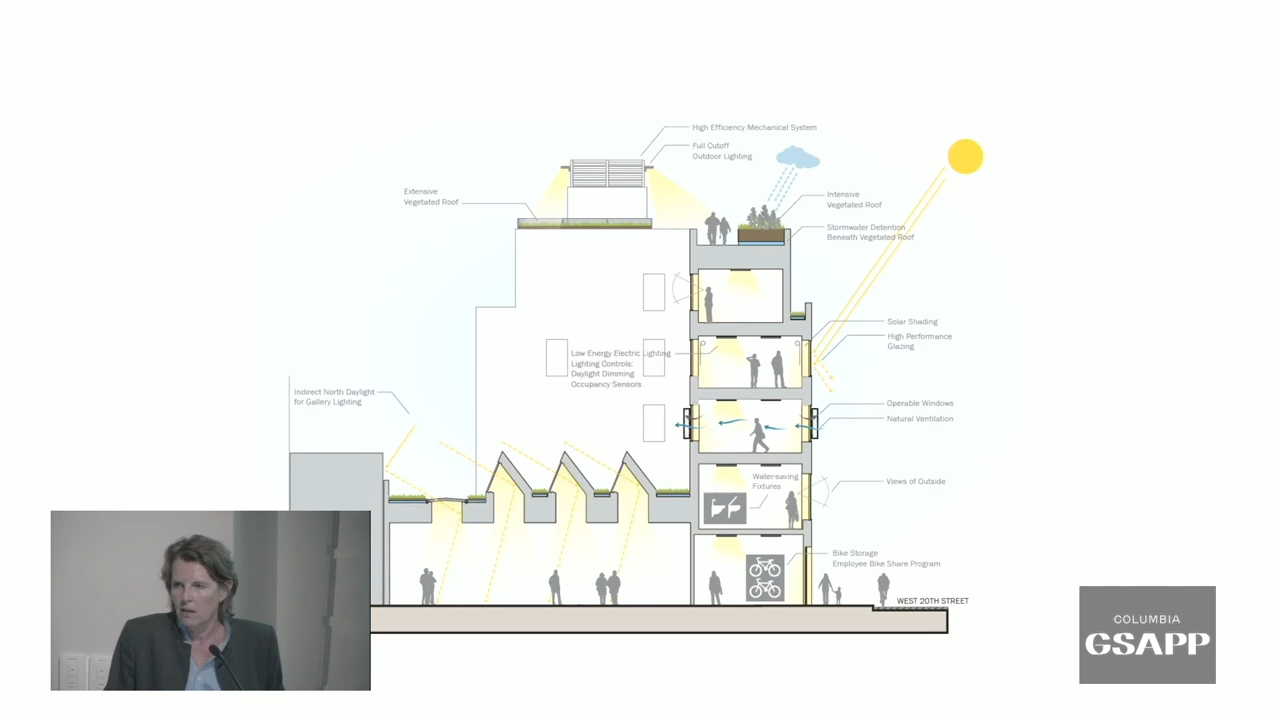 High Efficiency Mechanical System
Full Cutoff
Outdoor Lighting
Extensive
Vegetated Roof
Intensive
Vegetated Roof
Stormwater Detention
Beneath Vegetated Roof
Solar Shading
High Performance
Glazing
Low Energy Electric Lighting
Lighting Controls:
Daylight Dimming
Occupancy Sensors
Indirect North Daylight
for Gallery Lighting
Operable Windows
Natural Ventilation
Water-saving
Fixtures
Views of Outside
Bike Storage
Employee Bike Share Program
WEST 20TH STREET
COLUMBIA
GSAPP